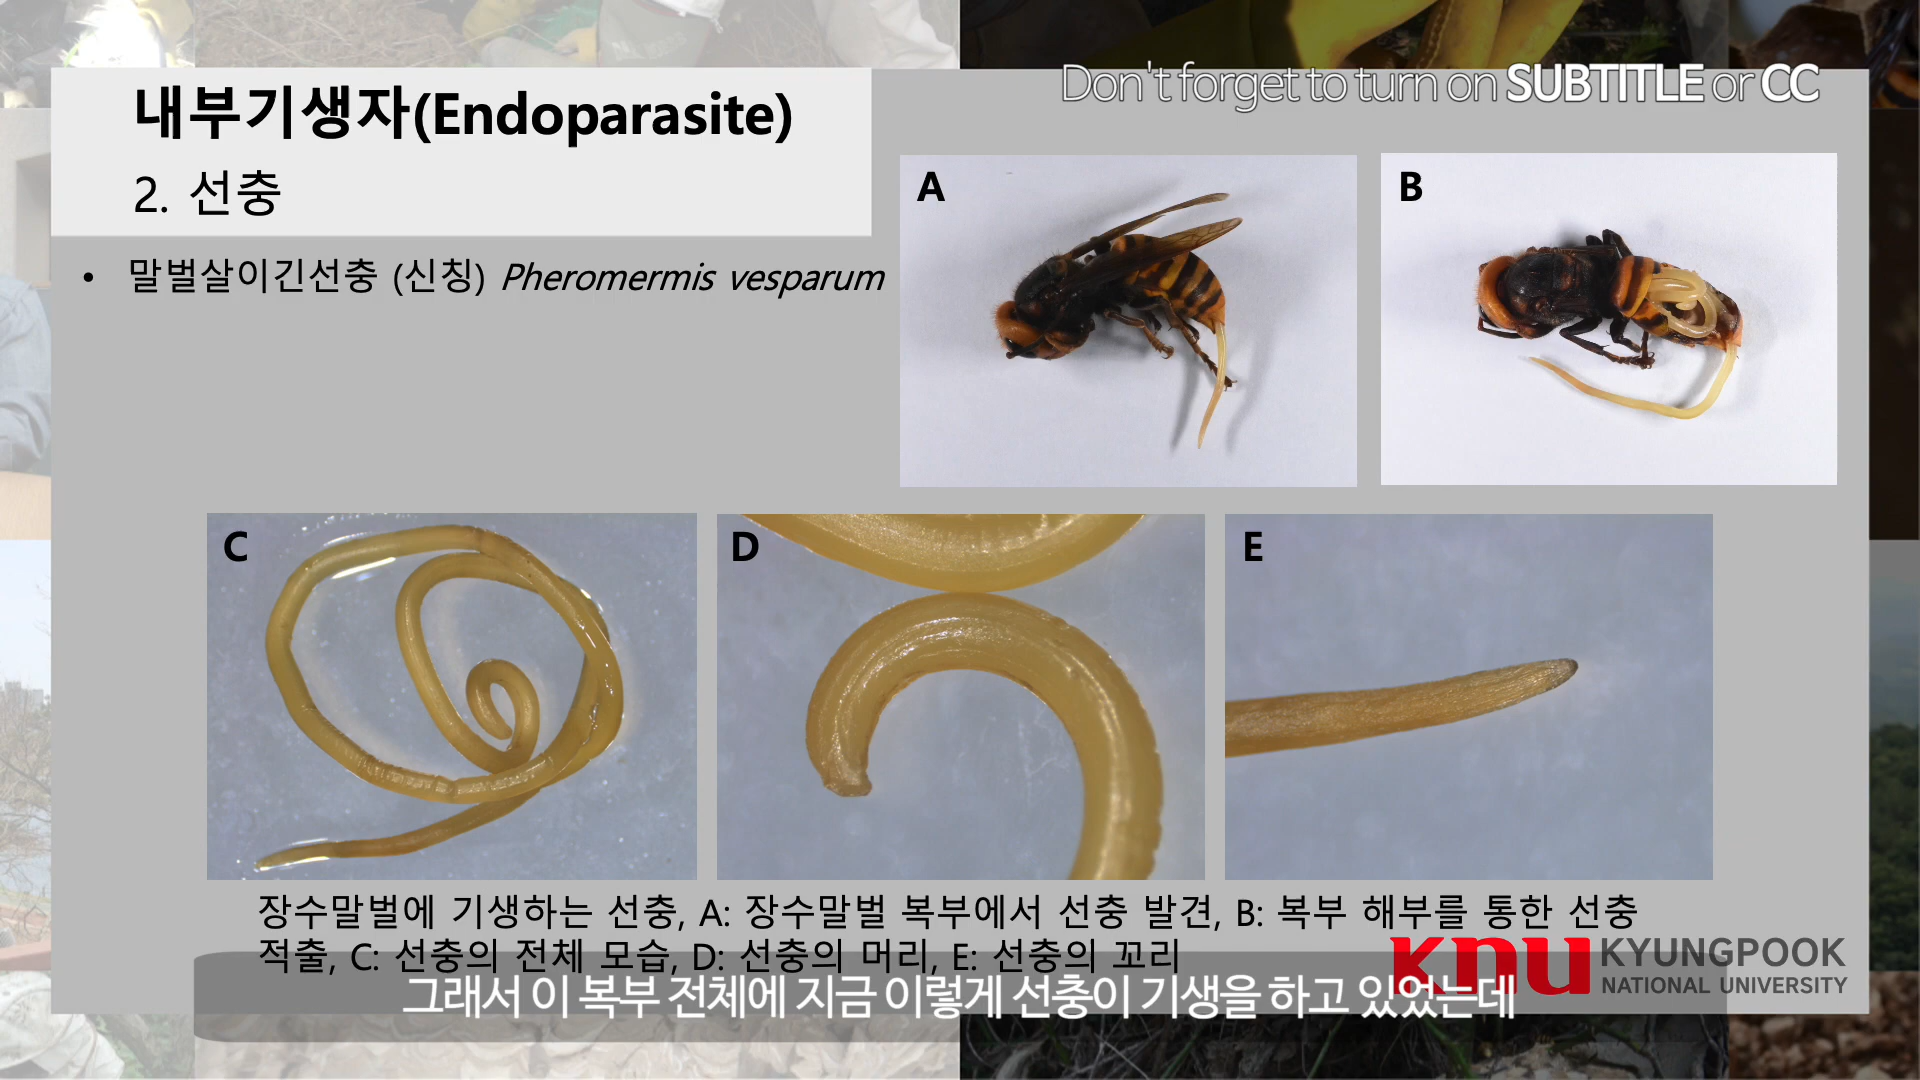 Don't forget to turn on SUBTITLE or CC
내부기생자(Endoparasite)
2. 선충
• 말벌살이긴선충 (신칭) Pheromermis vesparum
A
B
C
D
E
장수말벌에 기생하는 선충, A: 장수말벌 복부에서 선충 발견, B: 복부 해부를 통한 선충
적출, C: 선충의 전체 모습, D: 선충의 머리, E: 선충의 꼬리
knu KYUNGPOOK
NATIONAL UNIVERSITY
그래서 이 복부 전체에 지금 이렇게 선충이 기생을 하고 있었는데